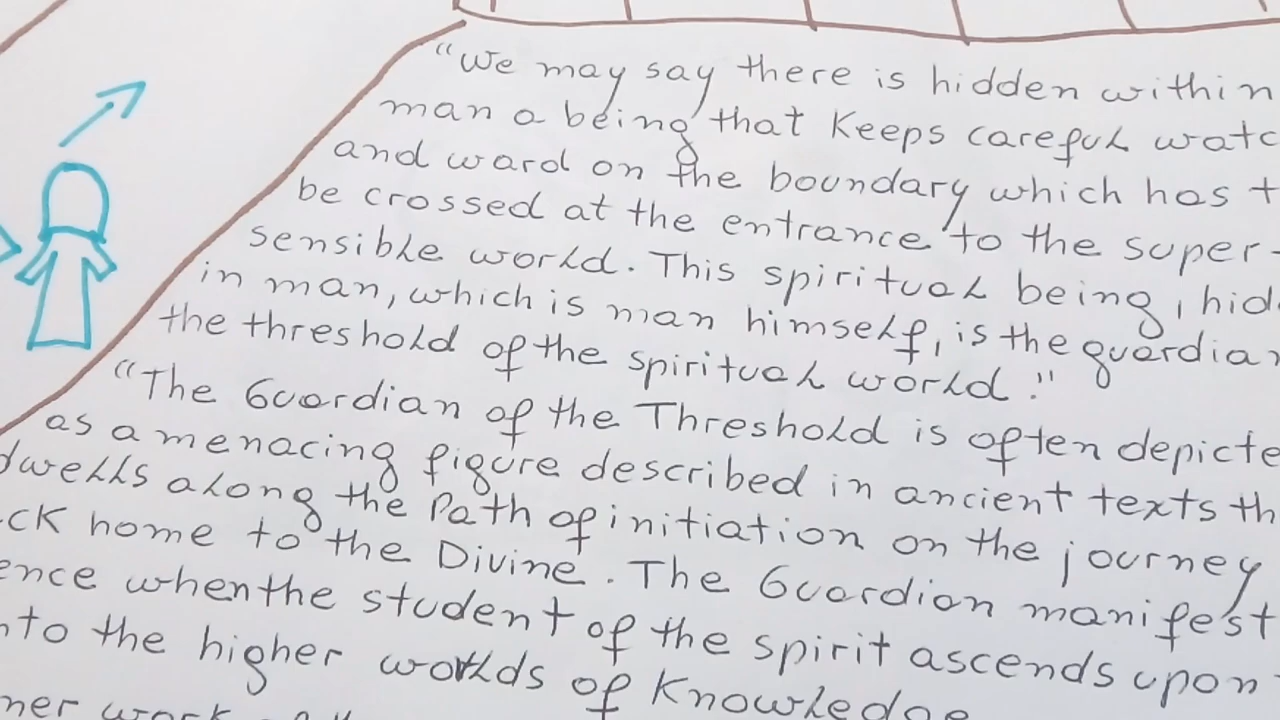 “We may say there is hidden within
man a being that keeps careful watc
and ward on the boundary which has t
be crossed at the entrance to the super-
sensible world. This spiritual being, hid
in man, which is man himself, is the guardian
the threshold of the spiritual world."
“The Guardian of the Threshold is often depicte
as a menacing figure described in ancient texts th
dwells along the Path of initiation on the journey
ck home to the Divine. The Guardian manifest
ence when the student of the spirit ascends upon
nto the higher worlds of Knowledge
ner work